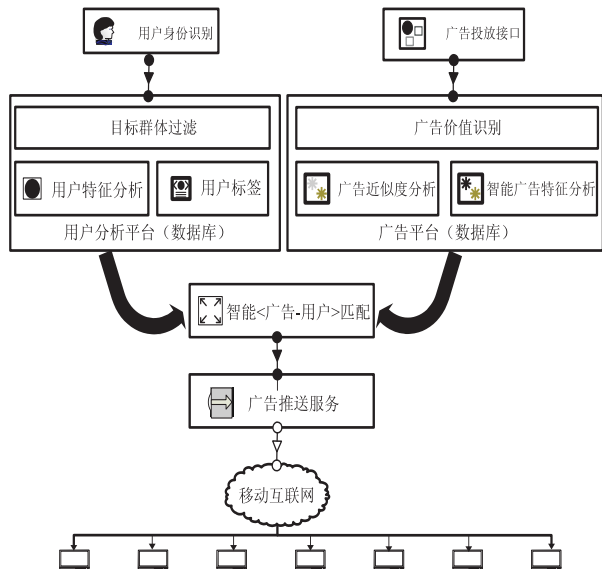 用户身份识别
广告投放接口
目标群体过滤
广告价值识别
用户特征分析
用户标签
广告近似度分析
智能广告特征分析
用户分析平台（数据库）
广告平台（数据库）
智能<广告-用户>匹配
广告推送服务
移动互联网